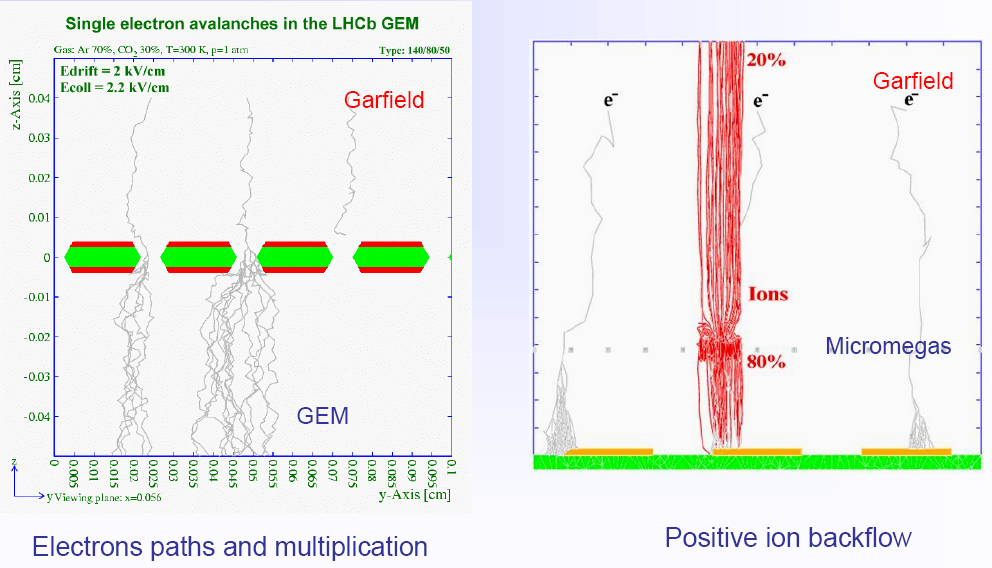 Single electron avalanches in the LHCb GEM
Gas: Ar 70%, CO2 30%, T=300 K, p=1 atm
Type: 140/80/50
Edrift = 2 kV/cm
Ecoll = 2.2 kV/cm
Garfield
z-Axis [cm]
0.04
0.03
0.02
0.01
0
-0.01
-0.02
-0.03
-0.04
GEM
0
0.005
0.01
0.015
0.02
0.025
0.03
0.035
0.04
0.045
0.05
0.055
0.06
0.065
0.07
0.075
0.08
0.085
0.09
0.095
0.1
z
y
Viewing plane: x=0.056
y-Axis [cm]
Electrons paths and multiplication
20%
Garfield
e-
e-
e-
Ions
Micromegas
80%
Positive ion backflow